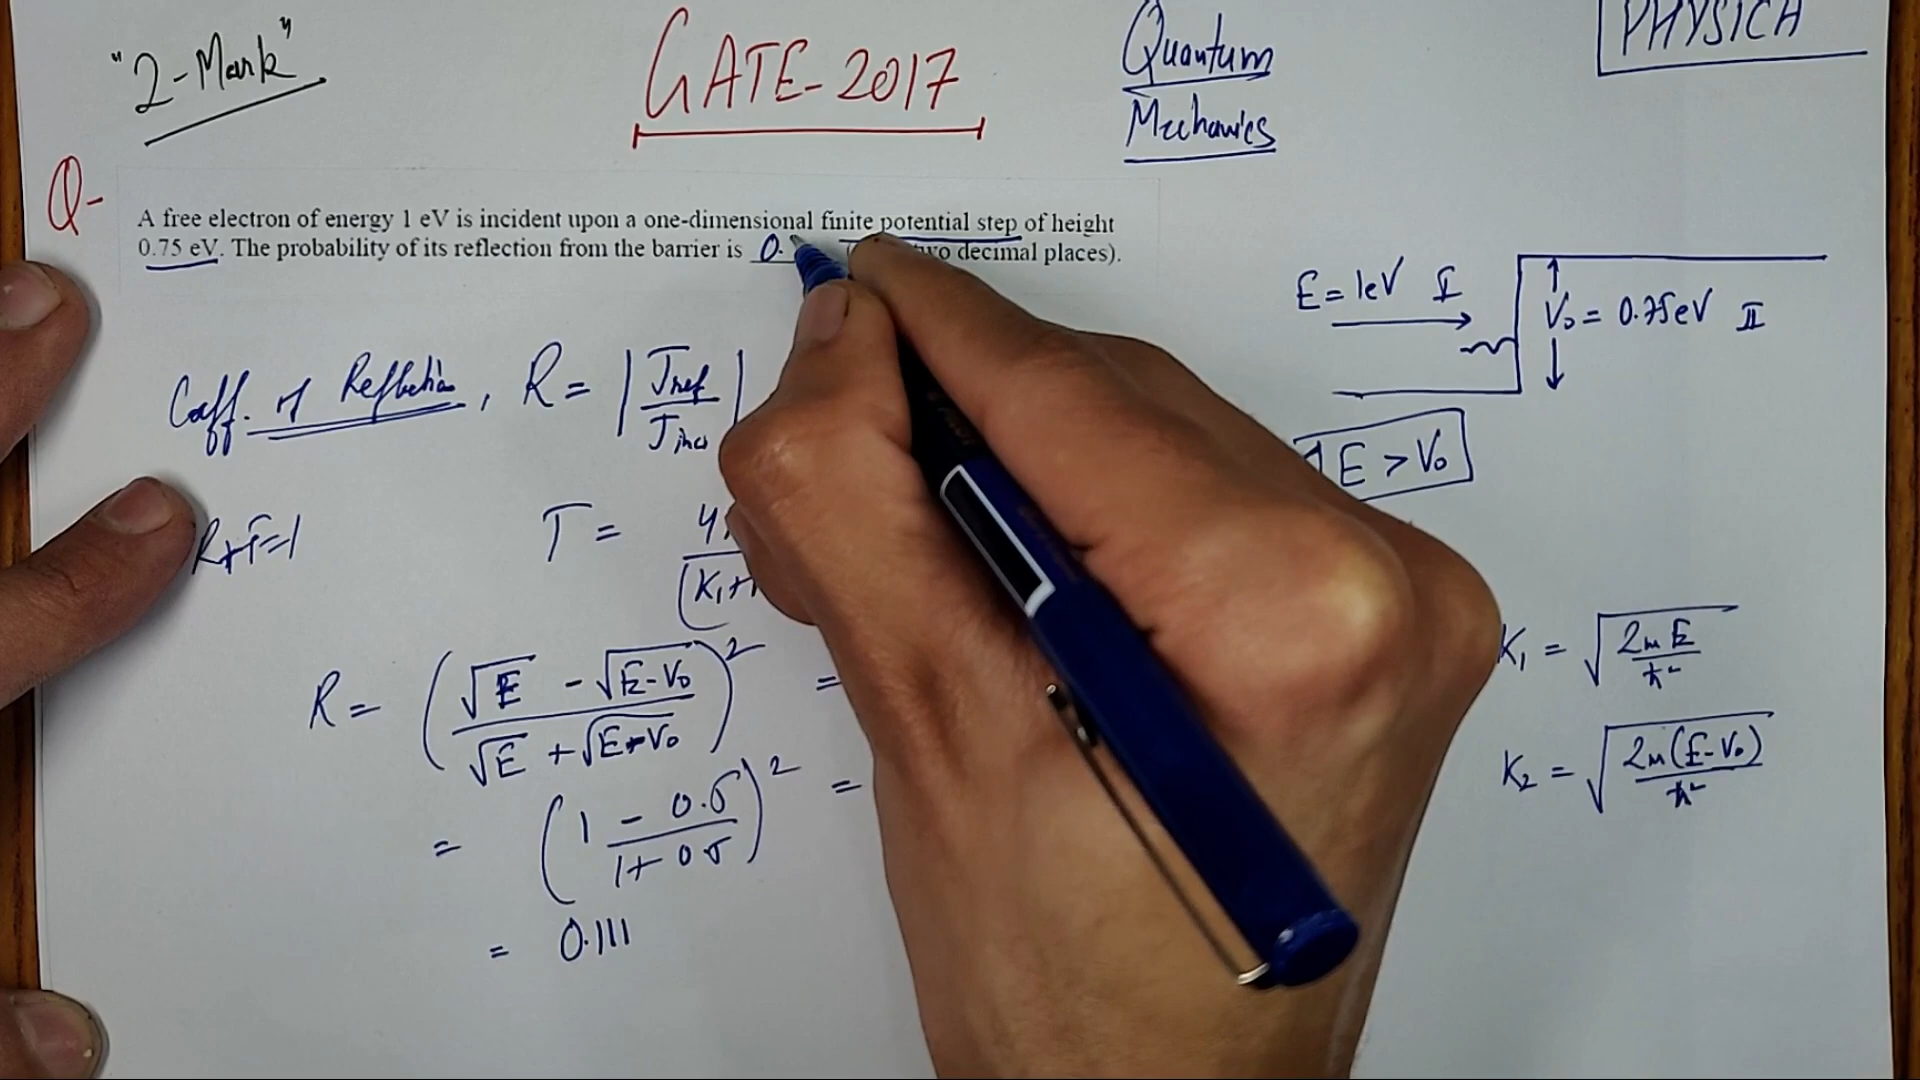 "2-Mark"
GATE-2017
Quantum
Mechanics
PHYSICA
Q-
A free electron of energy 1 eV is incident upon a one-dimensional finite potential step of height
0.75 eV. The probability of its reflection from the barrier is 0. two decimal places).
E = 1eV I
V₀ = 0.75eV II
E > V₀
Coff. of Reflection, R = | Jref / Jinc |
R+T=1
T = 4 / (K₁+
R = ( √E - √E-V₀ / √E + √E-V₀ )² =
= ( 1 - 0.5 / 1 + 0.5 )² =
= 0.111
K₁ = √ 2mE / ħ²
K₂ = √ 2m(E-V₀) / ħ²